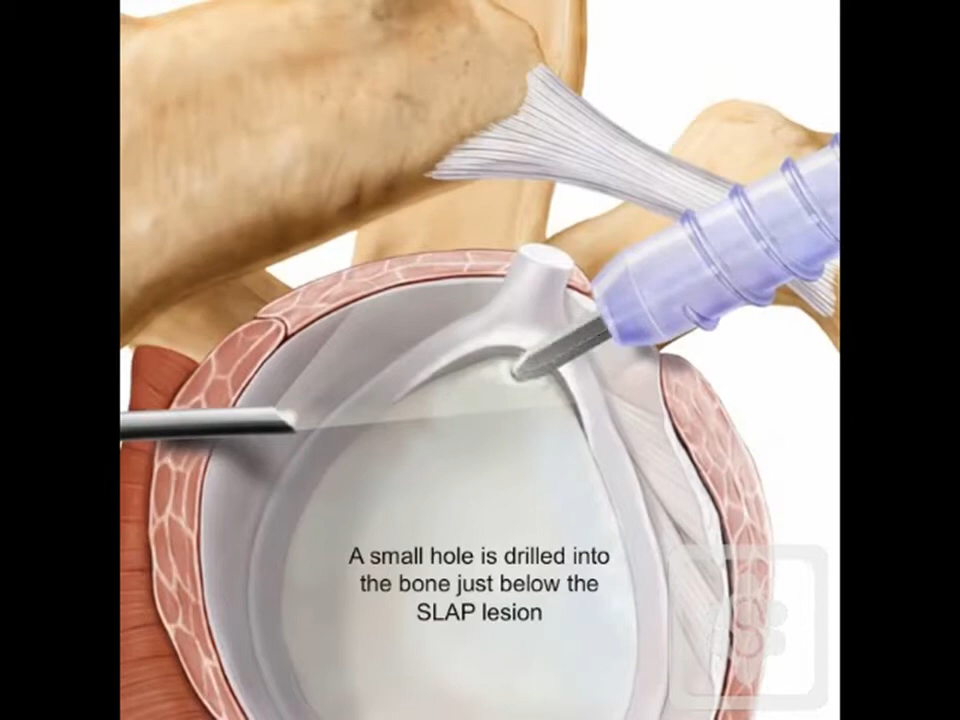 A small hole is drilled into
the bone just below the
SLAP lesion